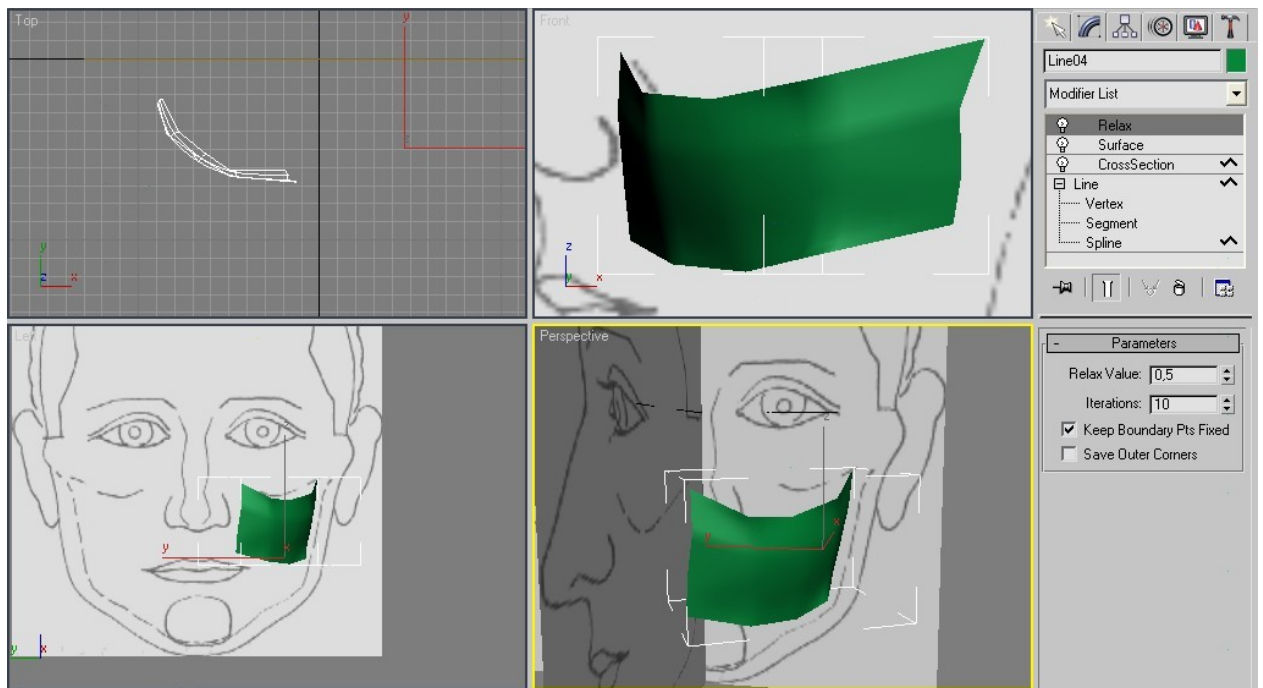 Top
Front
Left
Perspective
Line04
Modifier List
Relax
Surface
CrossSection
Line
Vertex
Segment
Spline
Parameters
Relax Value: 0,5
Iterations: 10
Keep Boundary Pts Fixed
Save Outer Corners
y
x
y
z
x
z
y
x
y
x
y
x
z
y
x